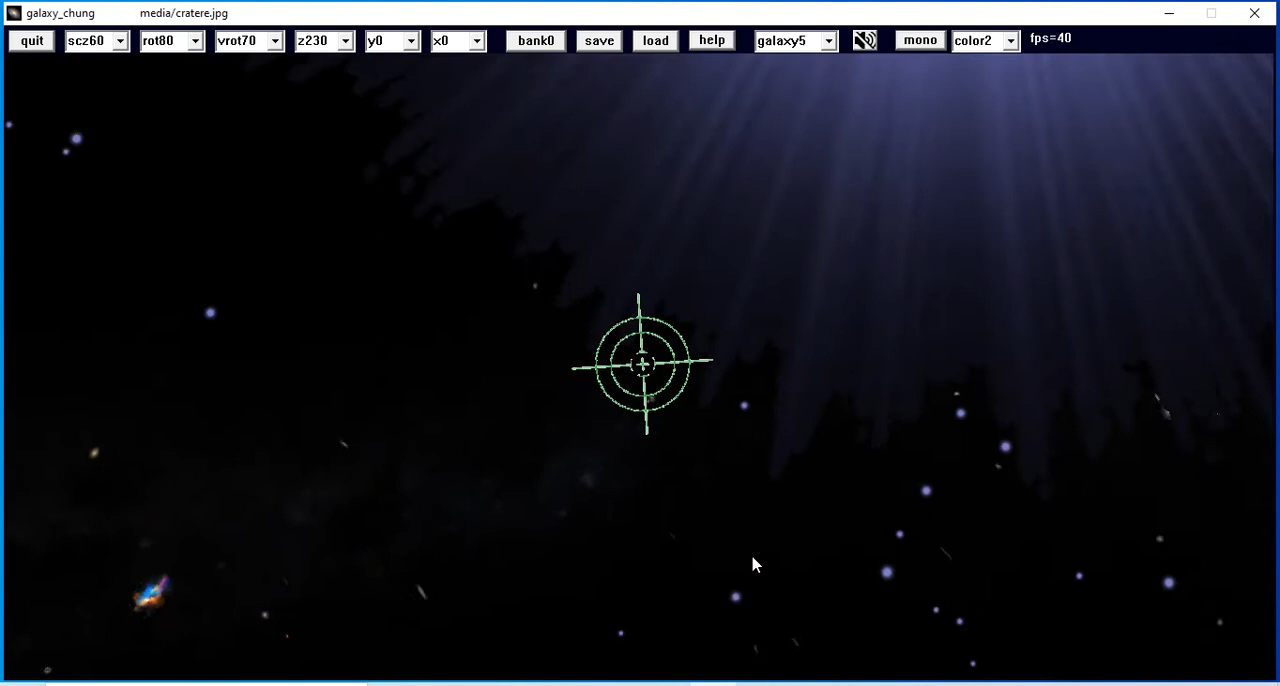 galaxy_chung media/cratere.jpg
quit scz60 rot80 vrot70 z230 y0 x0 bank0 save load help galaxy5 mono color2 fps=40